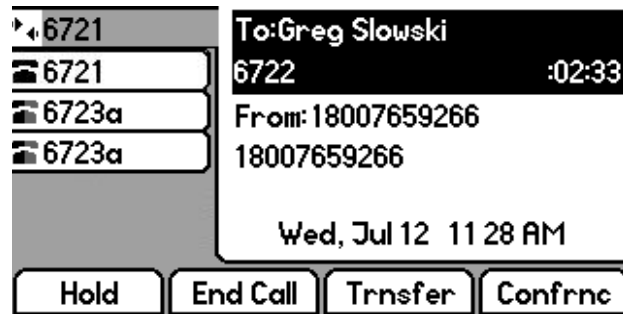 6721
6721
6723a
6723a
To:Greg Slowski
6722 :02:33
From:18007659266
18007659266
Wed, Jul 12 11 28 AM
Hold End Call Trnsfer Confrnc